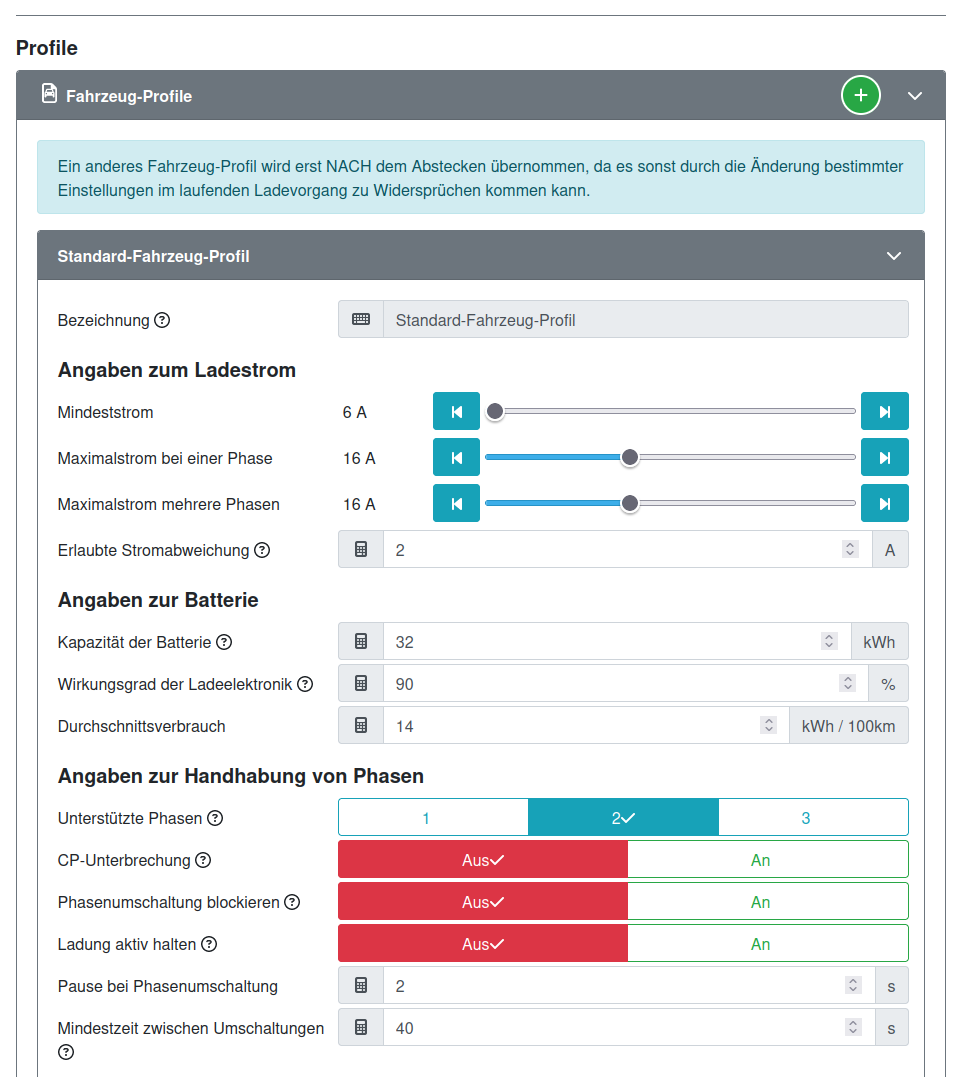 Profile
Fahrzeug-Profile
Ein anderes Fahrzeug-Profil wird erst NACH dem Abstecken übernommen, da es sonst durch die Änderung bestimmter
Einstellungen im laufenden Ladevorgang zu Widersprüchen kommen kann.
Standard-Fahrzeug-Profil
Bezeichnung Standard-Fahrzeug-Profil
Angaben zum Ladestrom
Mindeststrom 6 A
Maximalstrom bei einer Phase 16 A
Maximalstrom mehrere Phasen 16 A
Erlaubte Stromabweichung 2 A
Angaben zur Batterie
Kapazität der Batterie 32 kWh
Wirkungsgrad der Ladeelektronik 90 %
Durchschnittsverbrauch 14 kWh / 100km
Angaben zur Handhabung von Phasen
Unterstützte Phasen 1 2 3
CP-Unterbrechung Aus An
Phasenumschaltung blockieren Aus An
Ladung aktiv halten Aus An
Pause bei Phasenumschaltung 2 s
Mindestzeit zwischen Umschaltungen 40 s